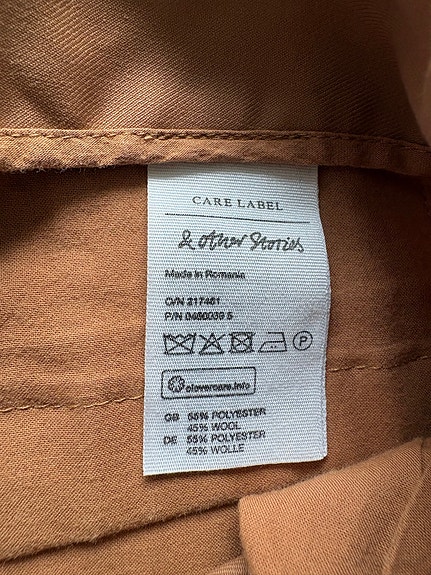 CARE LABEL
& other Stories
Made in Romania
O/N 217461
P/N 0460039 5
P
clevercare.info
GB 55% POLYESTER
45% WOOL
DE 55% POLYESTER
45% WOLLE